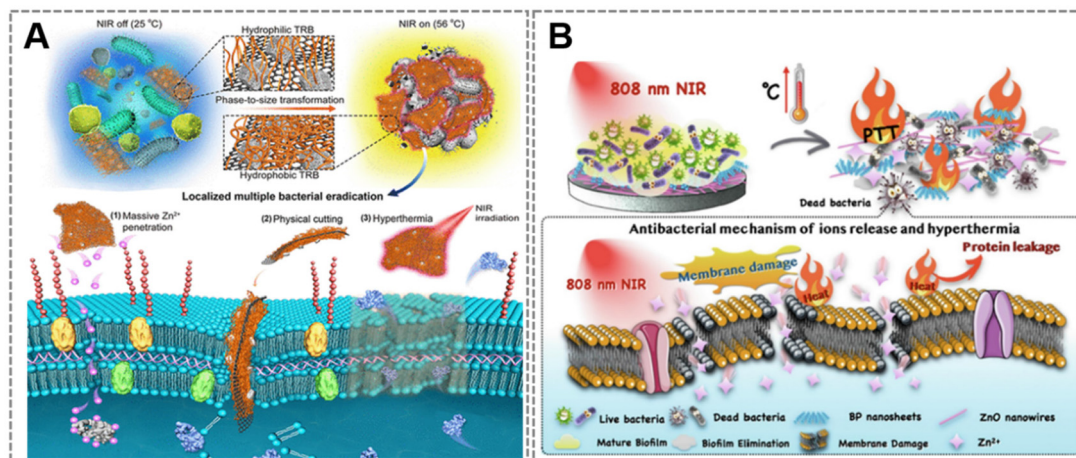 A
NIR off (25 °C)
NIR on (56 °C)
Hydrophilic TRB
Phase-to-size transformation
Hydrophobic TRB
Localized multiple bacterial eradication
(1) Massive Zn²⁺
penetration
(2) Physical cutting
(3) Hyperthermia
NIR
irradiation
B
808 nm NIR
°C
PTT
Dead bacteria
Antibacterial mechanism of ions release and hyperthermia
808 nm NIR
Membrane damage
Heat
Heat
Protein leakage
Live bacteria
Dead bacteria
BP nanosheets
ZnO nanowires
Mature Biofilm
Biofilm Elimination
Membrane Damage
Zn²⁺